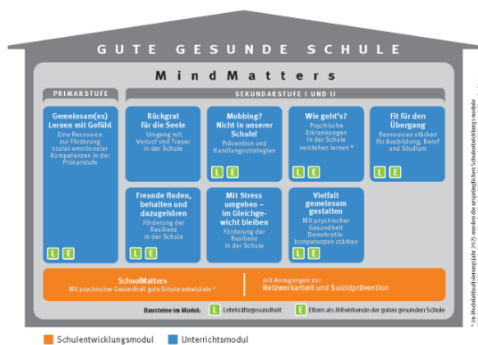 GUTE GESUNDE SCHULE
MindMatters
PRIMARSTUFE
SEKUNDARSTUFE I UND II
Gemeinsam(es)
Lernen mit Gefühl
Eine Ressource
zur Förderung
sozial-emotionaler
Kompetenzen in der
Primarstufe
L E
Rückgrat
für die Seele
Umgang mit
Verlust und Trauer
in der Schule
Mobbing?
Nicht in unserer
Schule!
Prävention und
Handlungsstrategien
L E
Wie geht's?
Psychische
Erkrankungen
in der Schule
verstehen lernen *
L E
Fit für den
Übergang
Ressourcen stärken
für Ausbildung, Beruf
und Studium
L E
Freunde finden,
behalten und
dazugehören
Förderung der
Resilienz
in der Schule
L E
Mit Stress
umgehen –
im Gleichge-
wicht bleiben
Förderung der
Resilienz
in der Schule
Vielfalt
gemeinsam
gestalten
Mit psychischer
Gesundheit
Demokratie-
kompetenzen stärken
L E
SchoolMatters
Mit psychischer Gesundheit gute Schule entwickeln *
mit Anregungen zur
Netzwerkarbeit und Suizidprävention
Bausteine im Modul: L Lehrkräftegesundheit E Eltern als Mitwirkende der guten gesunden Schule
Schulentwicklungsmodul Unterrichtsmodul
wurden die ursprünglichen Schulentwicklungsmodule